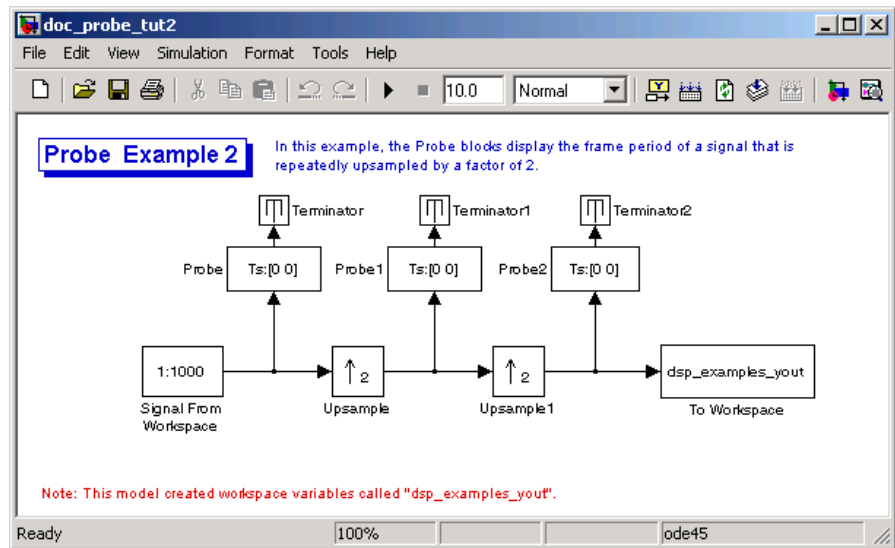 doc_probe_tut2
File Edit View Simulation Format Tools Help
10.0 Normal
Probe Example 2
In this example, the Probe blocks display the frame period of a signal that is
repeatedly upsampled by a factor of 2.
Terminator Terminator1 Terminator2
Probe Ts:[0 0] Probe1 Ts:[0 0] Probe2 Ts:[0 0]
1:1000 ↑2 ↑2 dsp_examples_yout
Signal From
Workspace
Upsample Upsample1 To Workspace
Note: This model created workspace variables called "dsp_examples_yout".
Ready 100% ode45